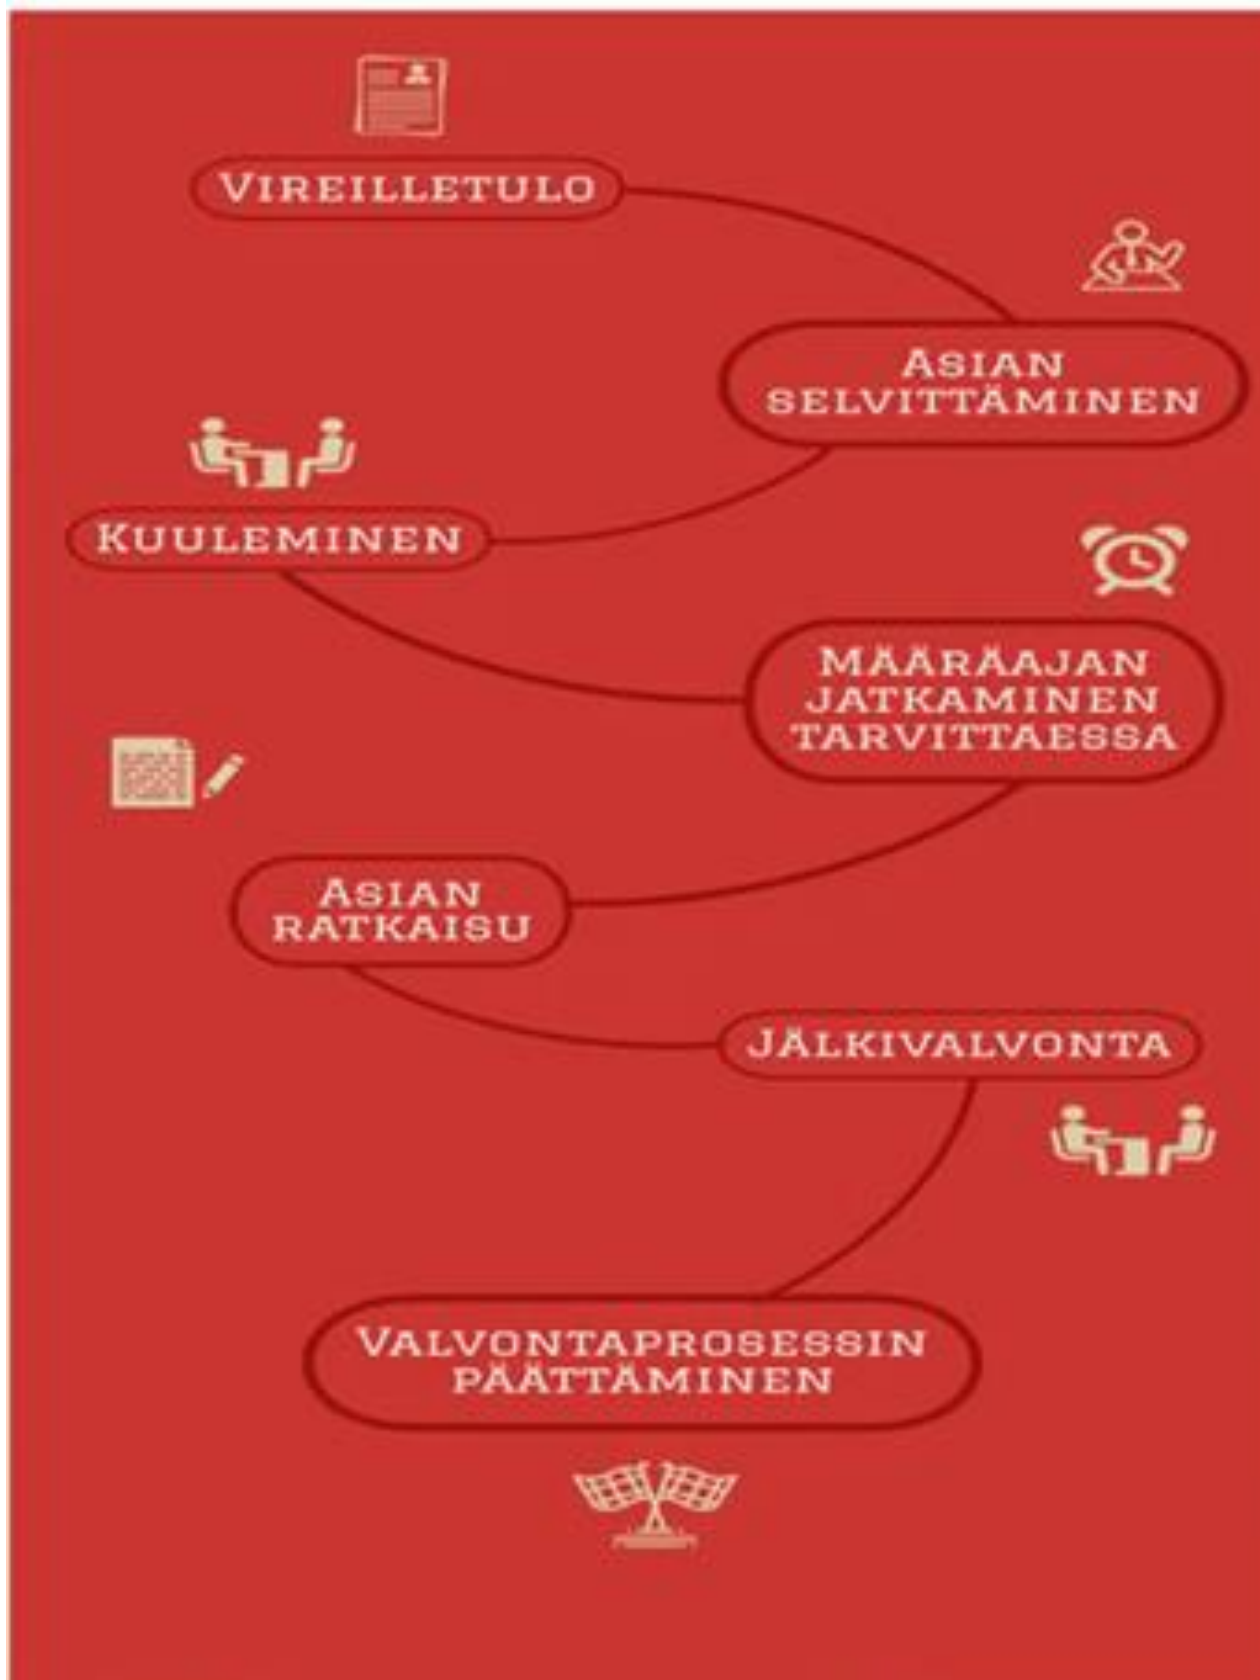 VIREILLETULO
ASIAN
SELVITTÄMINEN
KUULEMINEN
MÄÄRÄAJAN
JATKAMINEN
TARVITTAESSA
ASIAN
RATKAISU
JÄLKIVALVONTA
VALVONTAPROSESSIN
PÄÄTTÄMINEN